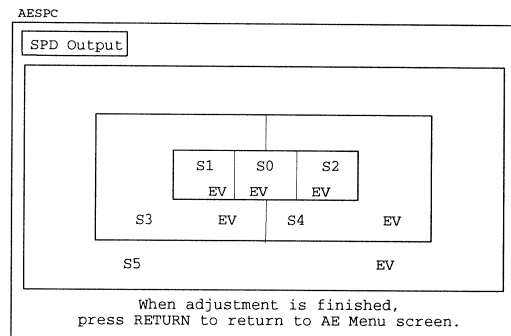 AESPC
SPD Output
S1 S0 S2
EV EV EV
S3 EV S4 EV
S5 EV
When adjustment is finished,
press RETURN to return to AE Menu screen.